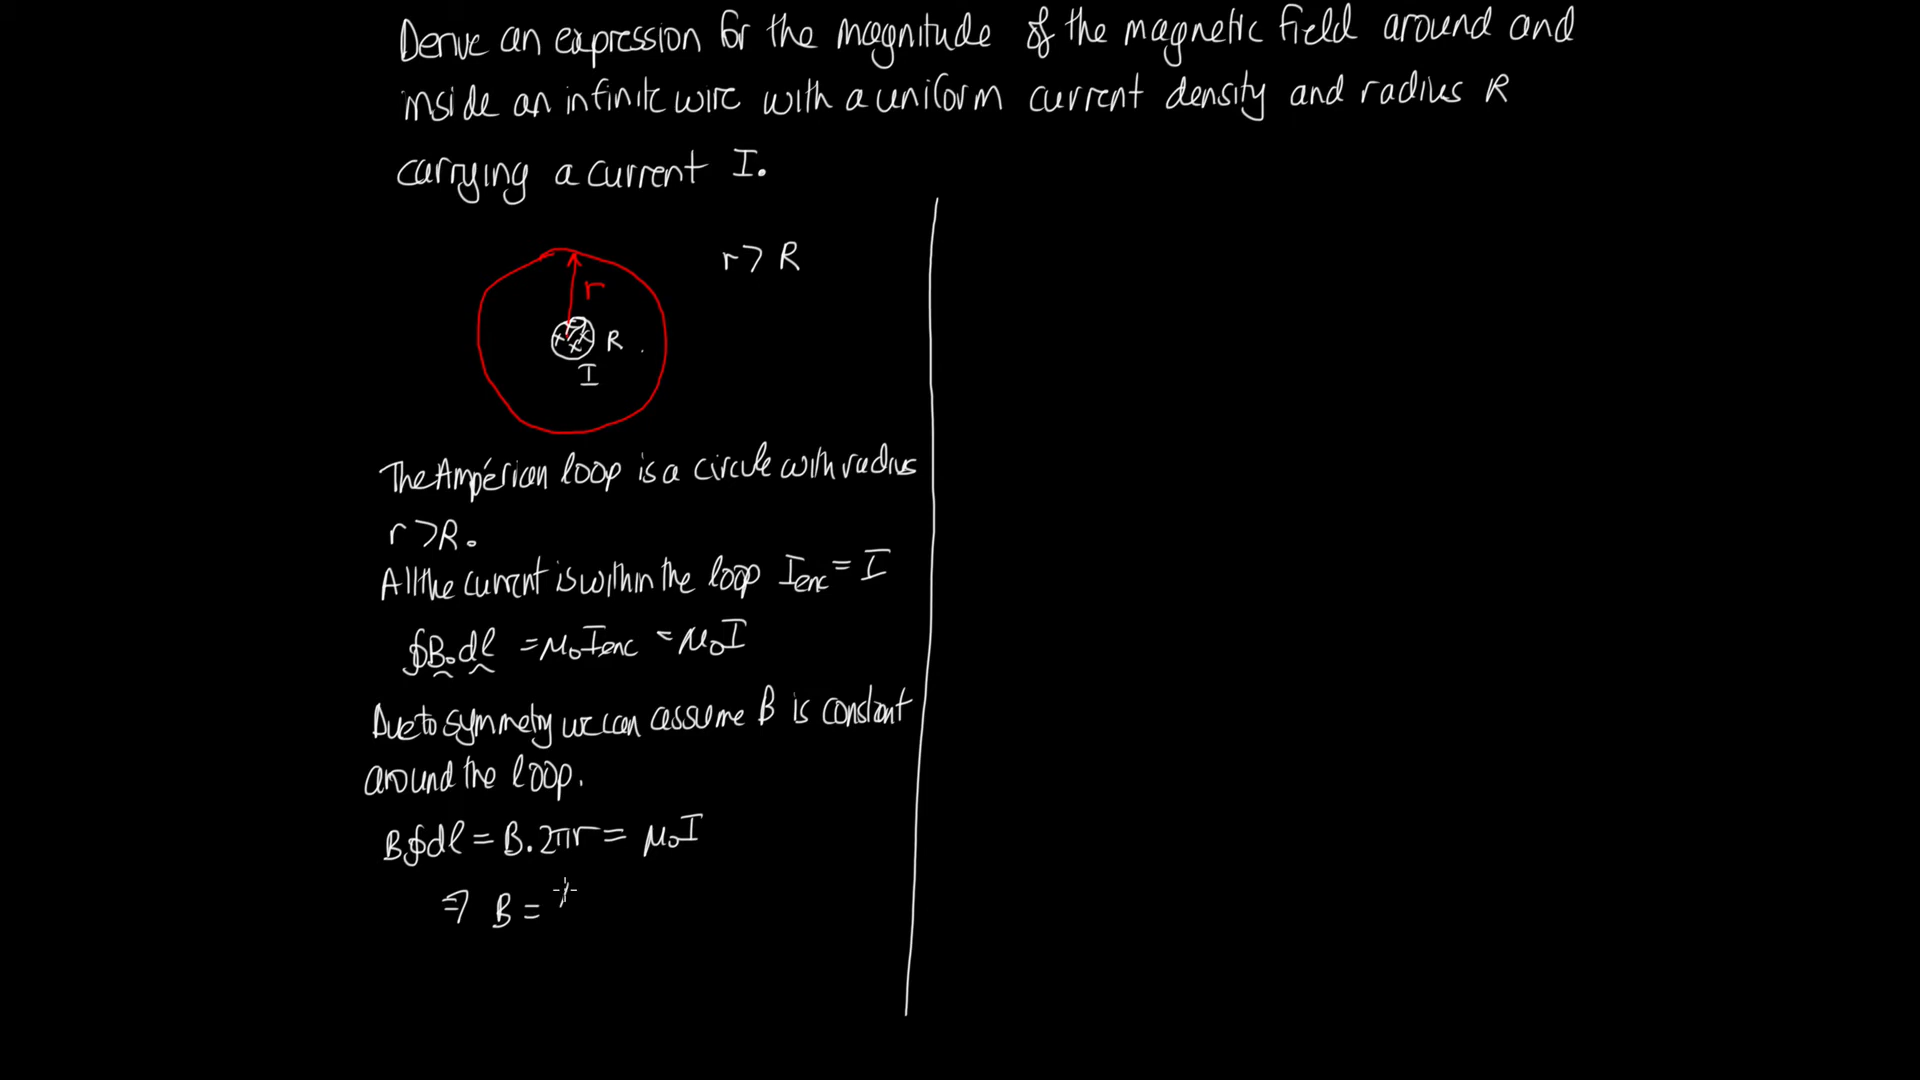 Derive an expression for the magnitude of the magnetic field around and
inside an infinite wire with a uniform current density and radius R
carrying a current I.
r > R
r
R
I
The Ampérian loop is a circle with radius
r > R.
All the current is within the loop I_enc = I
∮B·dl = μ₀I_enc = μ₀I
Due to symmetry we can assume B is constant
around the loop.
B∮dl = B.2πr = μ₀I
⇒ B =